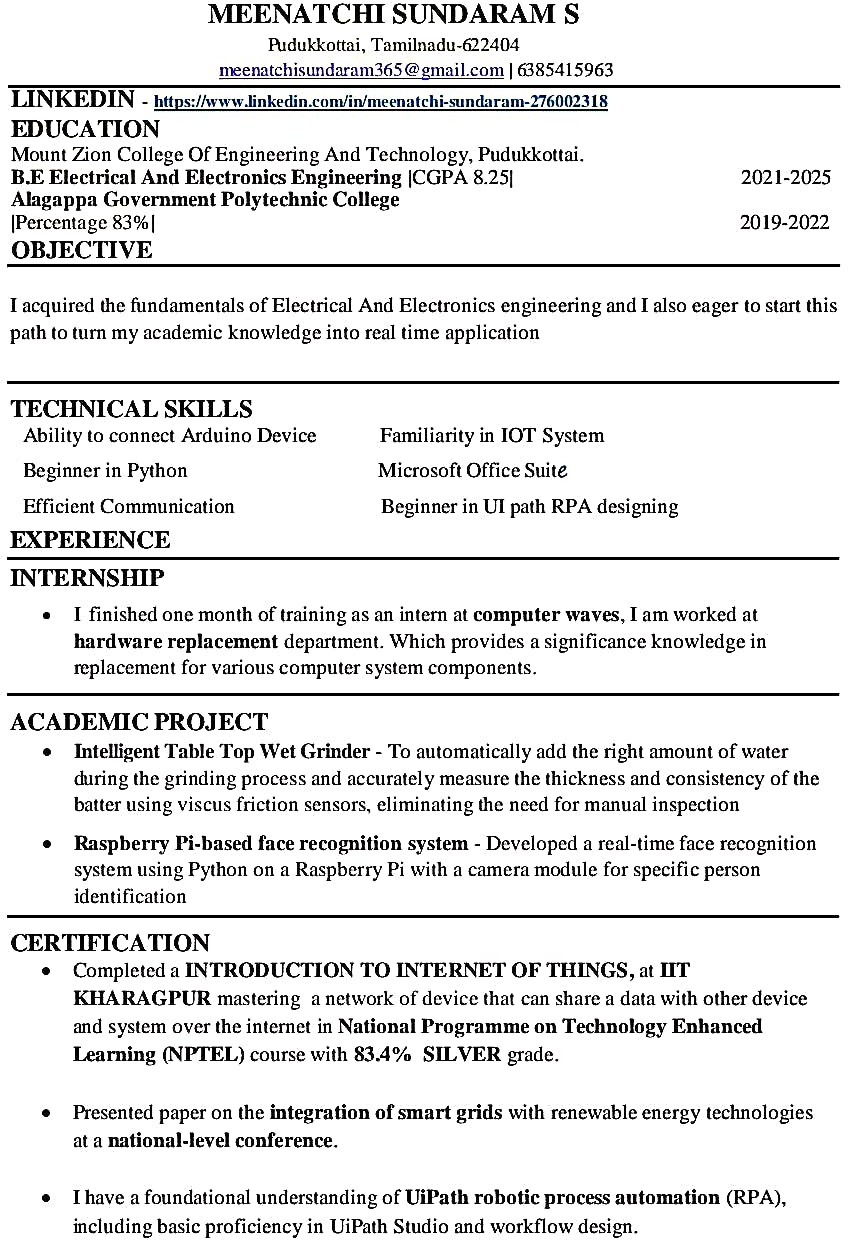 MEENATCHI SUNDARAM S
Pudukkottai, Tamilnadu-622404
meenatchisundaram365@gmail.com | 6385415963
LINKEDIN - https://www.linkedin.com/in/meenatchi-sundaram-276002318
EDUCATION
Mount Zion College Of Engineering And Technology, Pudukkottai.
B.E Electrical And Electronics Engineering |CGPA 8.25| 2021-2025
Alagappa Government Polytechnic College
|Percentage 83%| 2019-2022
OBJECTIVE
I acquired the fundamentals of Electrical And Electronics engineering and I also eager to start this
path to turn my academic knowledge into real time application
TECHNICAL SKILLS
Ability to connect Arduino Device Familiarity in IOT System
Beginner in Python Microsoft Office Suite
Efficient Communication Beginner in UI path RPA designing
EXPERIENCE
INTERNSHIP
• I finished one month of training as an intern at computer waves, I am worked at
hardware replacement department. Which provides a significance knowledge in
replacement for various computer system components.
ACADEMIC PROJECT
• Intelligent Table Top Wet Grinder - To automatically add the right amount of water
during the grinding process and accurately measure the thickness and consistency of the
batter using viscus friction sensors, eliminating the need for manual inspection
• Raspberry Pi-based face recognition system - Developed a real-time face recognition
system using Python on a Raspberry Pi with a camera module for specific person
identification
CERTIFICATION
• Completed a INTRODUCTION TO INTERNET OF THINGS, at IIT
KHARAGPUR mastering a network of device that can share a data with other device
and system over the internet in National Programme on Technology Enhanced
Learning (NPTEL) course with 83.4% SILVER grade.
• Presented paper on the integration of smart grids with renewable energy technologies
at a national-level conference.
• I have a foundational understanding of UiPath robotic process automation (RPA),
including basic proficiency in UiPath Studio and workflow design.